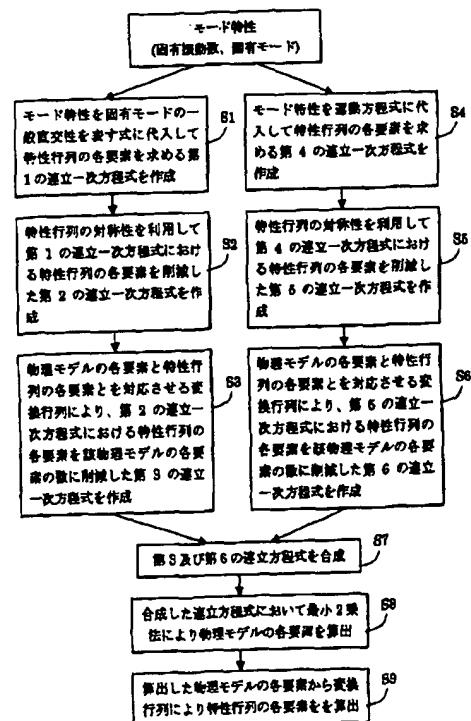 モード特性
(固有振動数、固有モード)
モード特性を固有モードの一
般直交性を表す式に代入して
特性行列の各要素を求める第
1の連立一次方程式を作成
S1
モード特性を運動方程式に代
入して特性行列の各要素を求
める第4の連立一次方程式を
作成
S4
特性行列の対称性を利用して
第1の連立一次方程式におけ
る特性行列の各要素を削減し
た第2の連立一次方程式を作
成
S2
特性行列の対称性を利用して
第4の連立一次方程式におけ
る特性行列の各要素を削減し
た第5の連立一次方程式を作
成
S5
物理モデルの各要素と特性行
列の各要素とを対応させる変
換行列により、第2の連立一
次方程式における特性行列の
各要素を該物理モデルの各要
素の数に削減した第3の連立
一次方程式を作成
S3
物理モデルの各要素と特性行
列の各要素とを対応させる変
換行列により、第5の連立一
次方程式における特性行列の
各要素を該物理モデルの各要
素の数に削減した第6の連立
一次方程式を作成
S6
第3及び第6の連立方程式を合成
S7
合成した連立方程式において最小2乗
法により物理モデルの各要素を算出
S8
算出した物理モデルの各要素から変換
行列により特性行列の各要素をを算出
S9